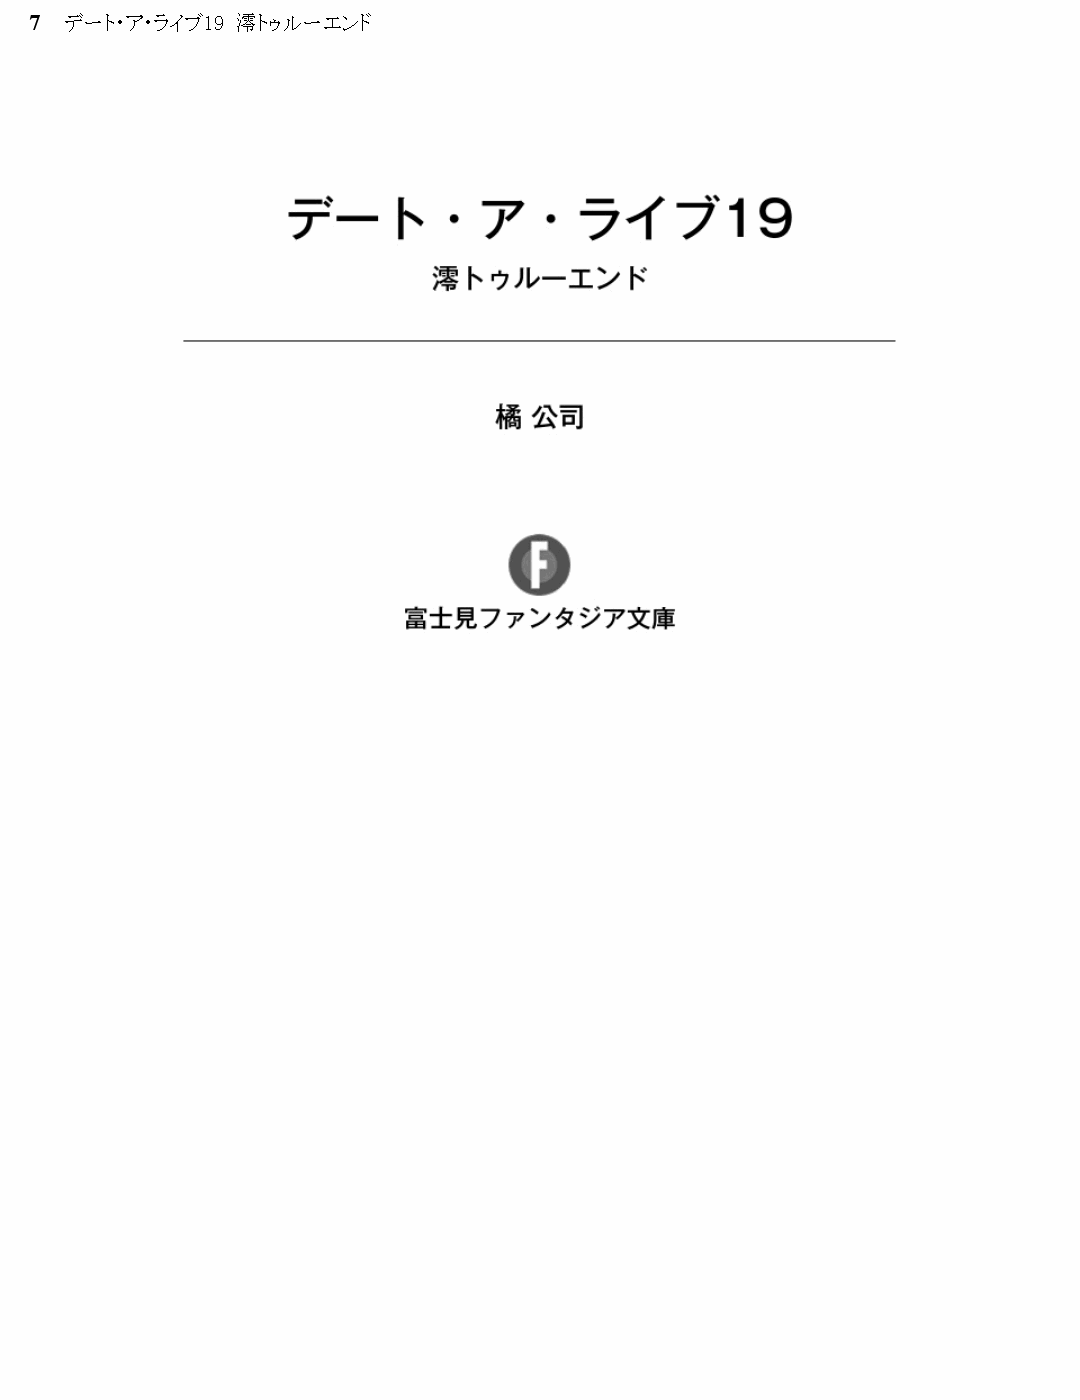 7 デート・ア・ライブ19 澪トゥルーエンド
デート・ア・ライブ19
澪トゥルーエンド
橘 公司
F
富士見ファンタジア文庫